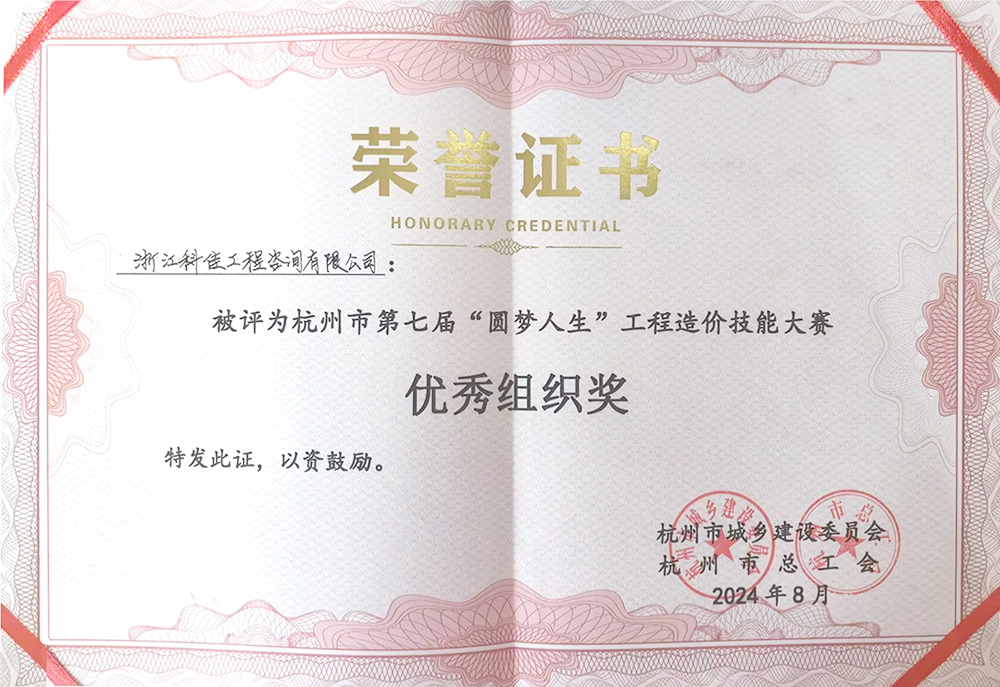 荣誉证书
HONORARY CREDENTIAL
浙江科佳工程咨询有限公司：
被评为杭州市第七届“圆梦人生”工程造价技能大赛
优秀组织奖
特发此证，以资鼓励。
杭州市城乡建设委员会
杭州市总工会
2024年8月